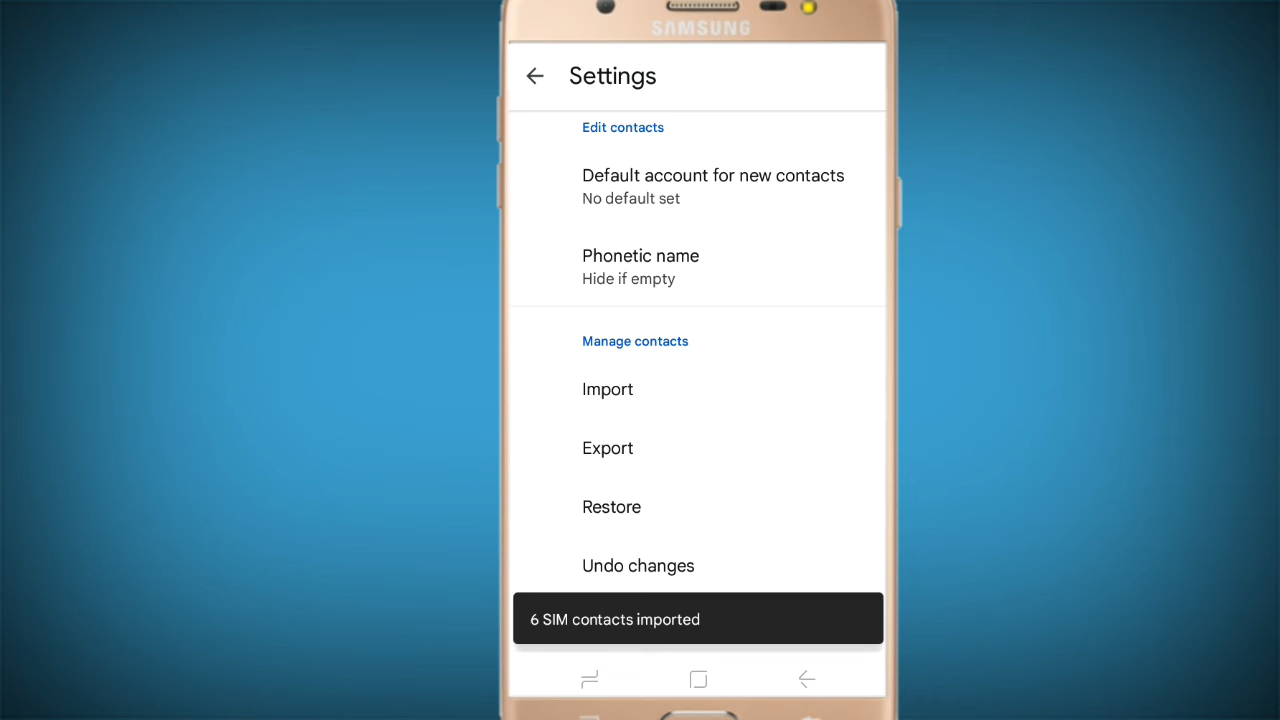 SAMSUNG
Settings
Edit contacts
Default account for new contacts
No default set
Phonetic name
Hide if empty
Manage contacts
Import
Export
Restore
Undo changes
6 SIM contacts imported